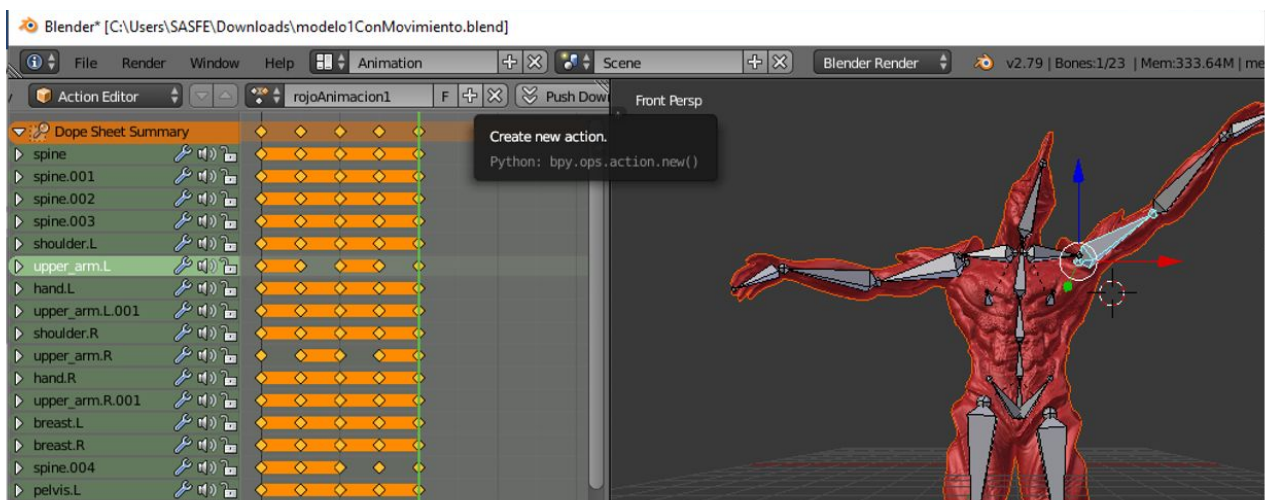 Blender* [C:\Users\SASFE\Downloads\modelo1ConMovimiento.blend]
File Render Window Help Animation Scene Blender Render v2.79 | Bones:1/23 | Mem:333.64M | me
Action Editor rojoAnimacion1 F Push Dow
Front Persp
Dope Sheet Summary
Create new action.
Python: bpy.ops.action.new()
spine
spine.001
spine.002
spine.003
shoulder.L
upper_arm.L
hand.L
upper_arm.L.001
shoulder.R
upper_arm.R
hand.R
upper_arm.R.001
breast.L
breast.R
spine.004
pelvis.L